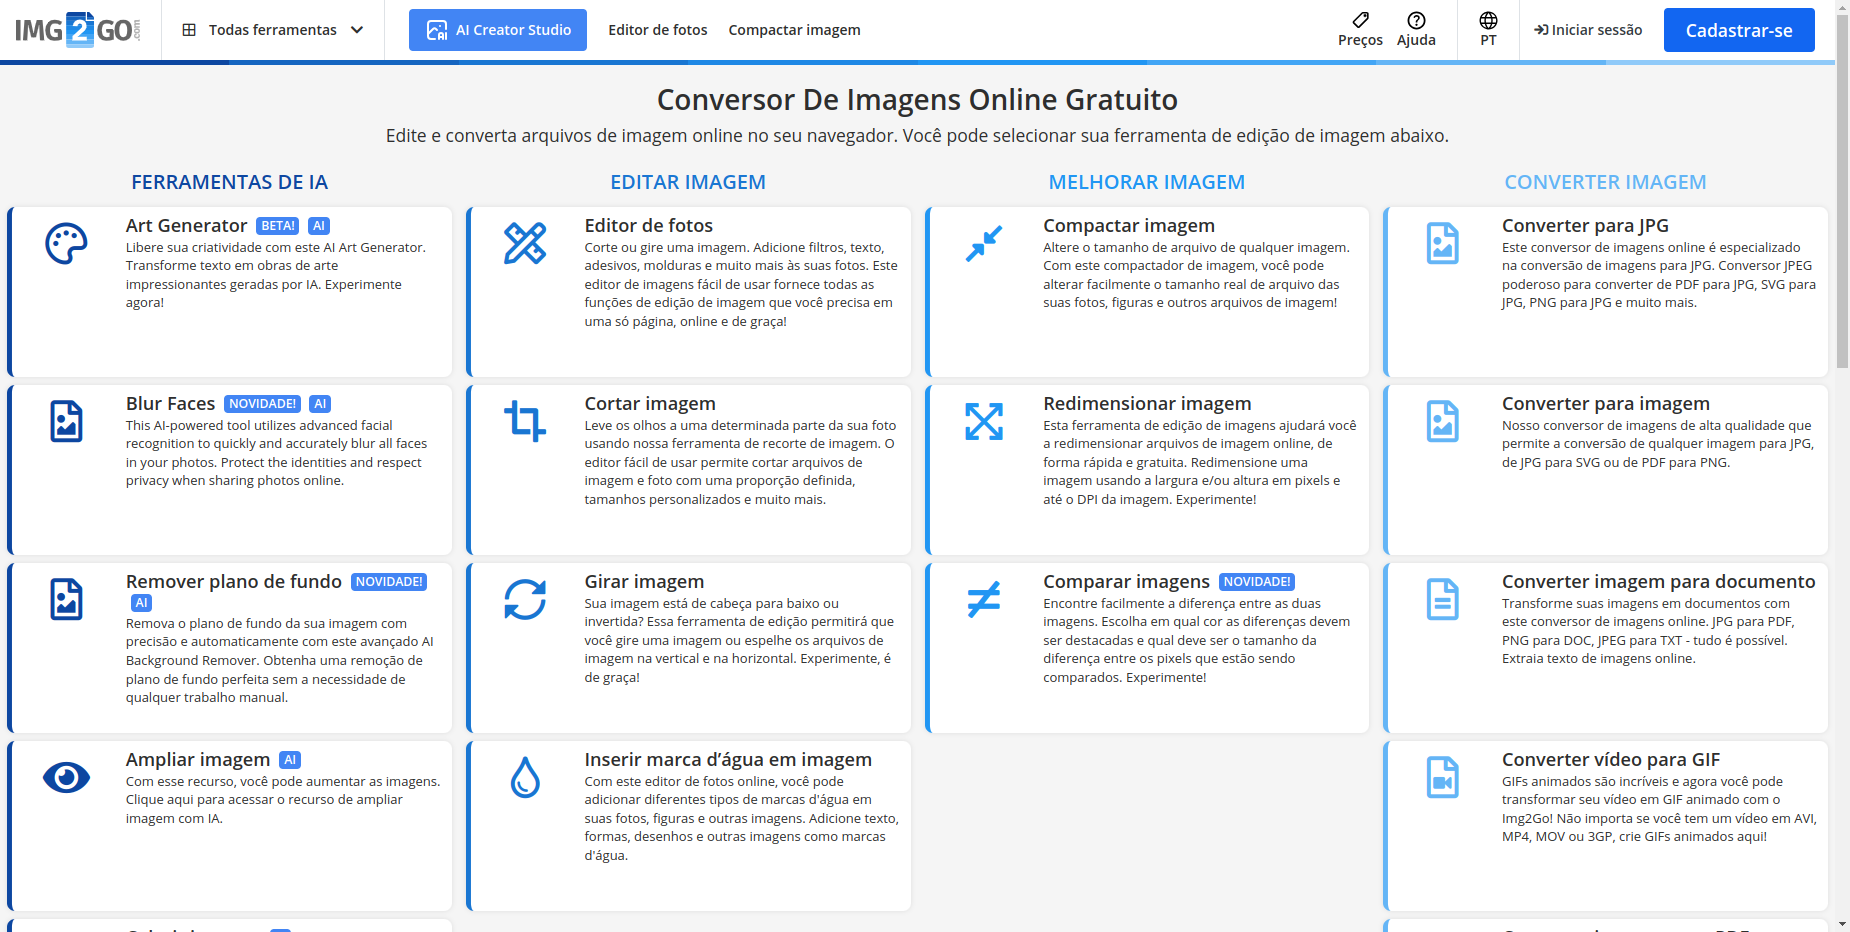 IMG2GO.com
Todas ferramentas
AI Creator Studio
Editor de fotos
Compactar imagem
Preços
Ajuda
PT
Iniciar sessão
Cadastrar-se
Conversor De Imagens Online Gratuito
Edite e converta arquivos de imagem online no seu navegador. Você pode selecionar sua ferramenta de edição de imagem abaixo.
FERRAMENTAS DE IA
Art Generator BETA! AI
Libere sua criatividade com este AI Art Generator.
Transforme texto em obras de arte
impressionantes geradas por IA. Experimente
agora!
Blur Faces NOVIDADE! AI
This AI-powered tool utilizes advanced facial
recognition to quickly and accurately blur all faces
in your photos. Protect the identities and respect
privacy when sharing photos online.
Remover plano de fundo NOVIDADE!
AI
Remova o plano de fundo da sua imagem com
precisão e automaticamente com este avançado AI
Background Remover. Obtenha uma remoção de
plano de fundo perfeita sem a necessidade de
qualquer trabalho manual.
Ampliar imagem AI
Com esse recurso, você pode aumentar as imagens.
Clique aqui para acessar o recurso de ampliar
imagem com IA.
EDITAR IMAGEM
Editor de fotos
Corte ou gire uma imagem. Adicione filtros, texto,
adesivos, molduras e muito mais às suas fotos. Este
editor de imagens fácil de usar fornece todas as
funções de edição de imagem que você precisa em
uma só página, online e de graça!
Cortar imagem
Leve os olhos a uma determinada parte da sua foto
usando nossa ferramenta de recorte de imagem. O
editor fácil de usar permite cortar arquivos de
imagem e foto com uma proporção definida,
tamanhos personalizados e muito mais.
Girar imagem
Sua imagem está de cabeça para baixo ou
invertida? Essa ferramenta de edição permitirá que
você gire uma imagem ou espelhe os arquivos de
imagem na vertical e na horizontal. Experimente, é
de graça!
Inserir marca d’água em imagem
Com este editor de fotos online, você pode
adicionar diferentes tipos de marcas d'água em
suas fotos, figuras e outras imagens. Adicione texto,
formas, desenhos e outras imagens como marcas
d'água.
MELHORAR IMAGEM
Compactar imagem
Altere o tamanho de arquivo de qualquer imagem.
Com este compactador de imagem, você pode
alterar facilmente o tamanho real de arquivo das
suas fotos, figuras e outros arquivos de imagem!
Redimensionar imagem
Esta ferramenta de edição de imagens ajudará você
a redimensionar arquivos de imagem online, de
forma rápida e gratuita. Redimensione uma
imagem usando a largura e/ou altura em pixels e
até o DPI da imagem. Experimente!
Comparar imagens NOVIDADE!
Encontre facilmente a diferença entre as duas
imagens. Escolha em qual cor as diferenças devem
ser destacadas e qual deve ser o tamanho da
diferença entre os pixels que estão sendo
comparados. Experimente!
CONVERTER IMAGEM
Converter para JPG
Este conversor de imagens online é especializado
na conversão de imagens para JPG. Conversor JPEG
poderoso para converter de PDF para JPG, SVG para
JPG, PNG para JPG e muito mais.
Converter para imagem
Nosso conversor de imagens de alta qualidade que
permite a conversão de qualquer imagem para JPG,
de JPG para SVG ou de PDF para PNG.
Converter imagem para documento
Transforme suas imagens em documentos com
este conversor de imagens online. JPG para PDF,
PNG para DOC, JPEG para TXT - tudo é possível.
Extraia texto de imagens online.
Converter vídeo para GIF
GIFs animados são incríveis e agora você pode
transformar seu vídeo em GIF animado com o
Img2Go! Não importa se você tem um vídeo em AVI,
MP4, MOV ou 3GP, crie GIFs animados aqui!